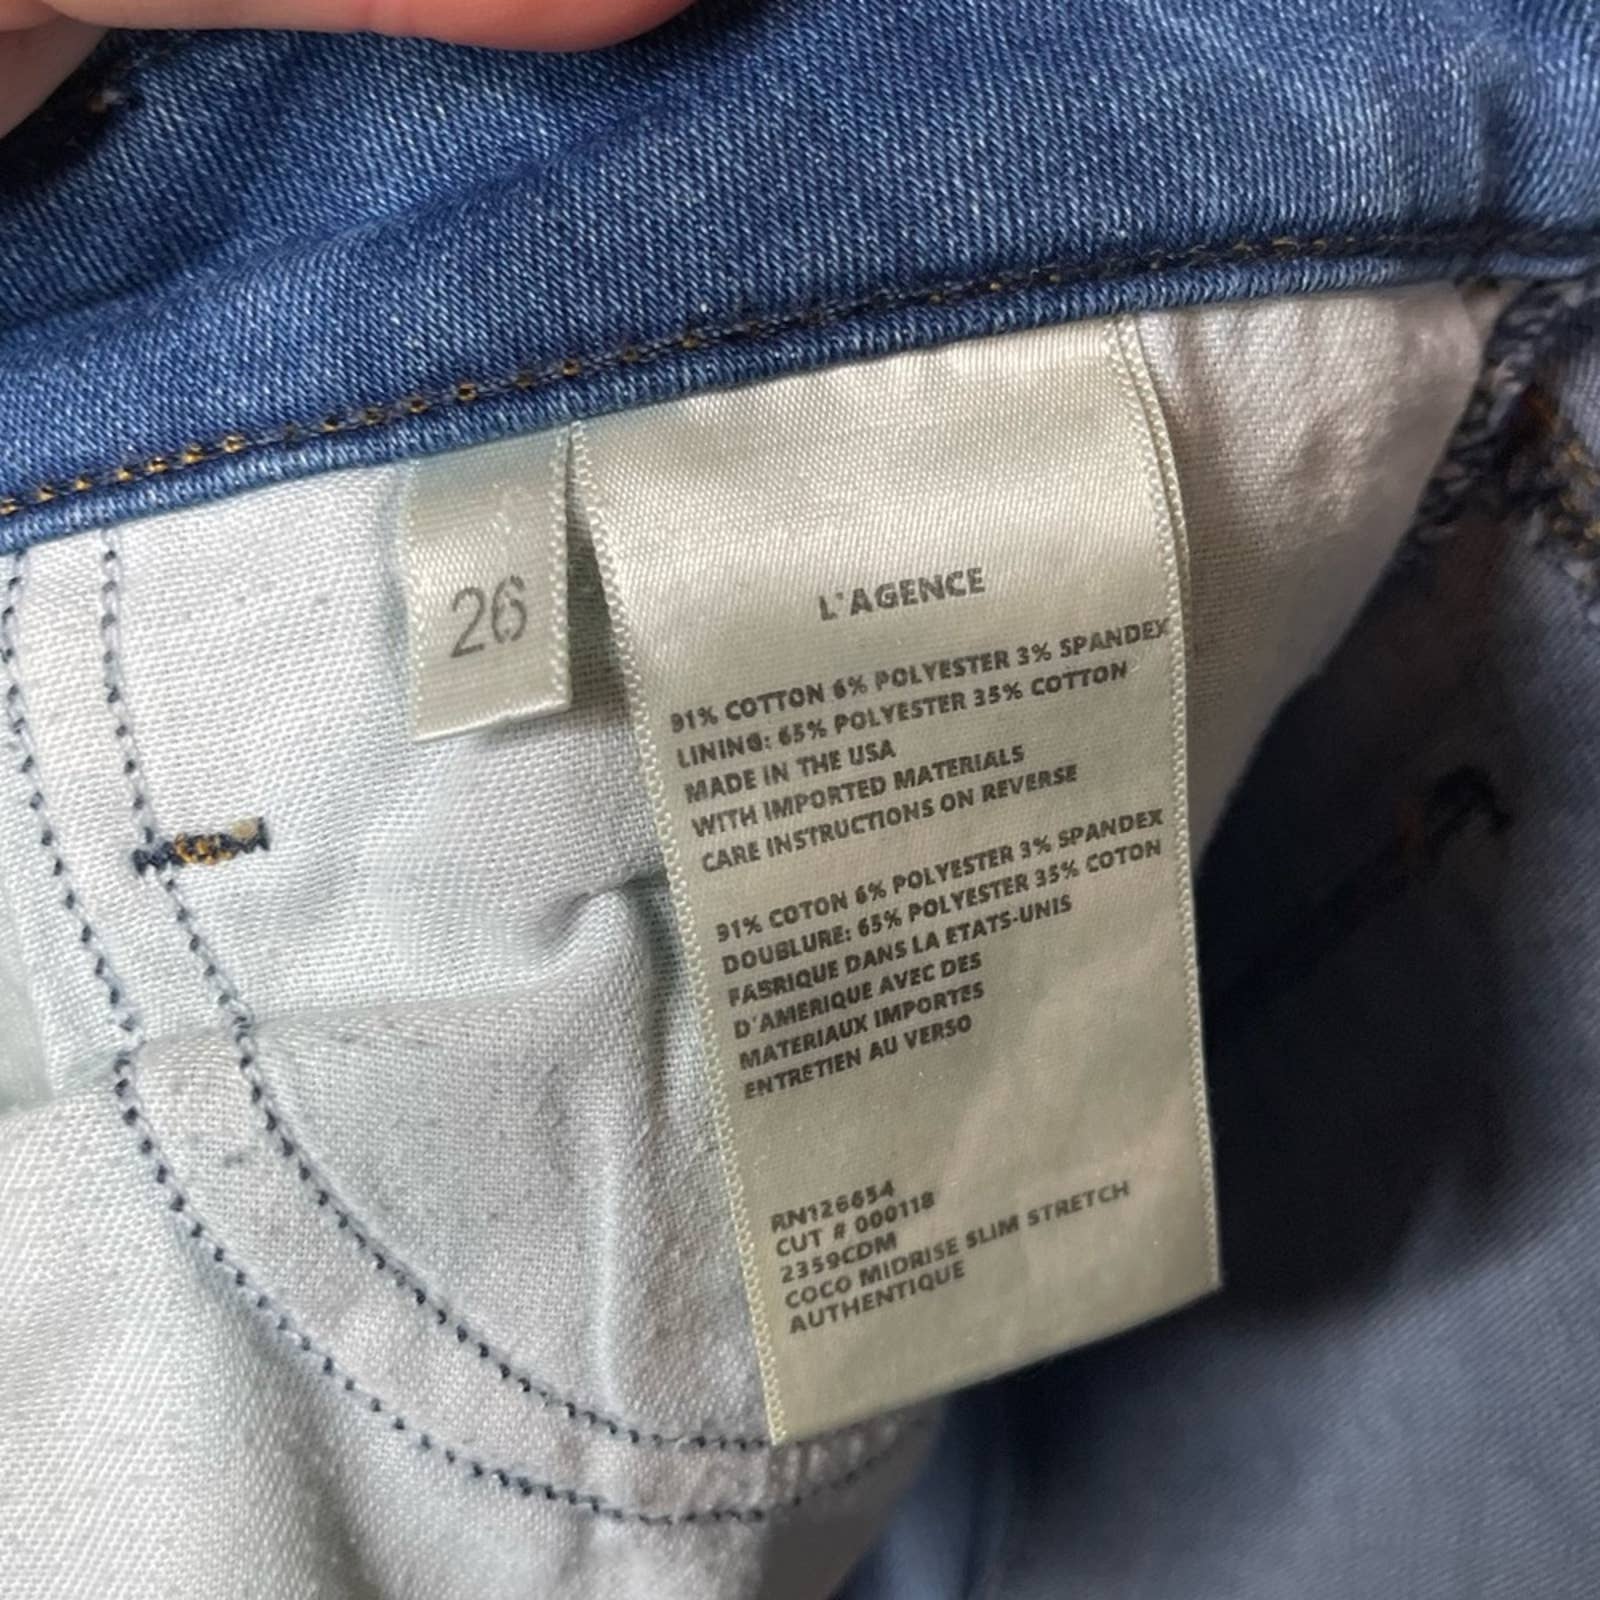 26
L'AGENCE
91% COTTON 6% POLYESTER 3% SPANDEX
LINING: 65% POLYESTER 35% COTTON
MADE IN THE USA
WITH IMPORTED MATERIALS
CARE INSTRUCTIONS ON REVERSE
91% COTON 6% POLYESTER 3% SPANDEX
DOUBLURE: 65% POLYESTER 35% COTON
FABRIQUE DANS LA ETATS-UNIS
D'AMERIQUE AVEC DES
MATERIAUX IMPORTES
ENTRETIEN AU VERSO
RN126654
CUT # 000118
2359CDM
COCO MIDRISE SLIM STRETCH
AUTHENTIQUE